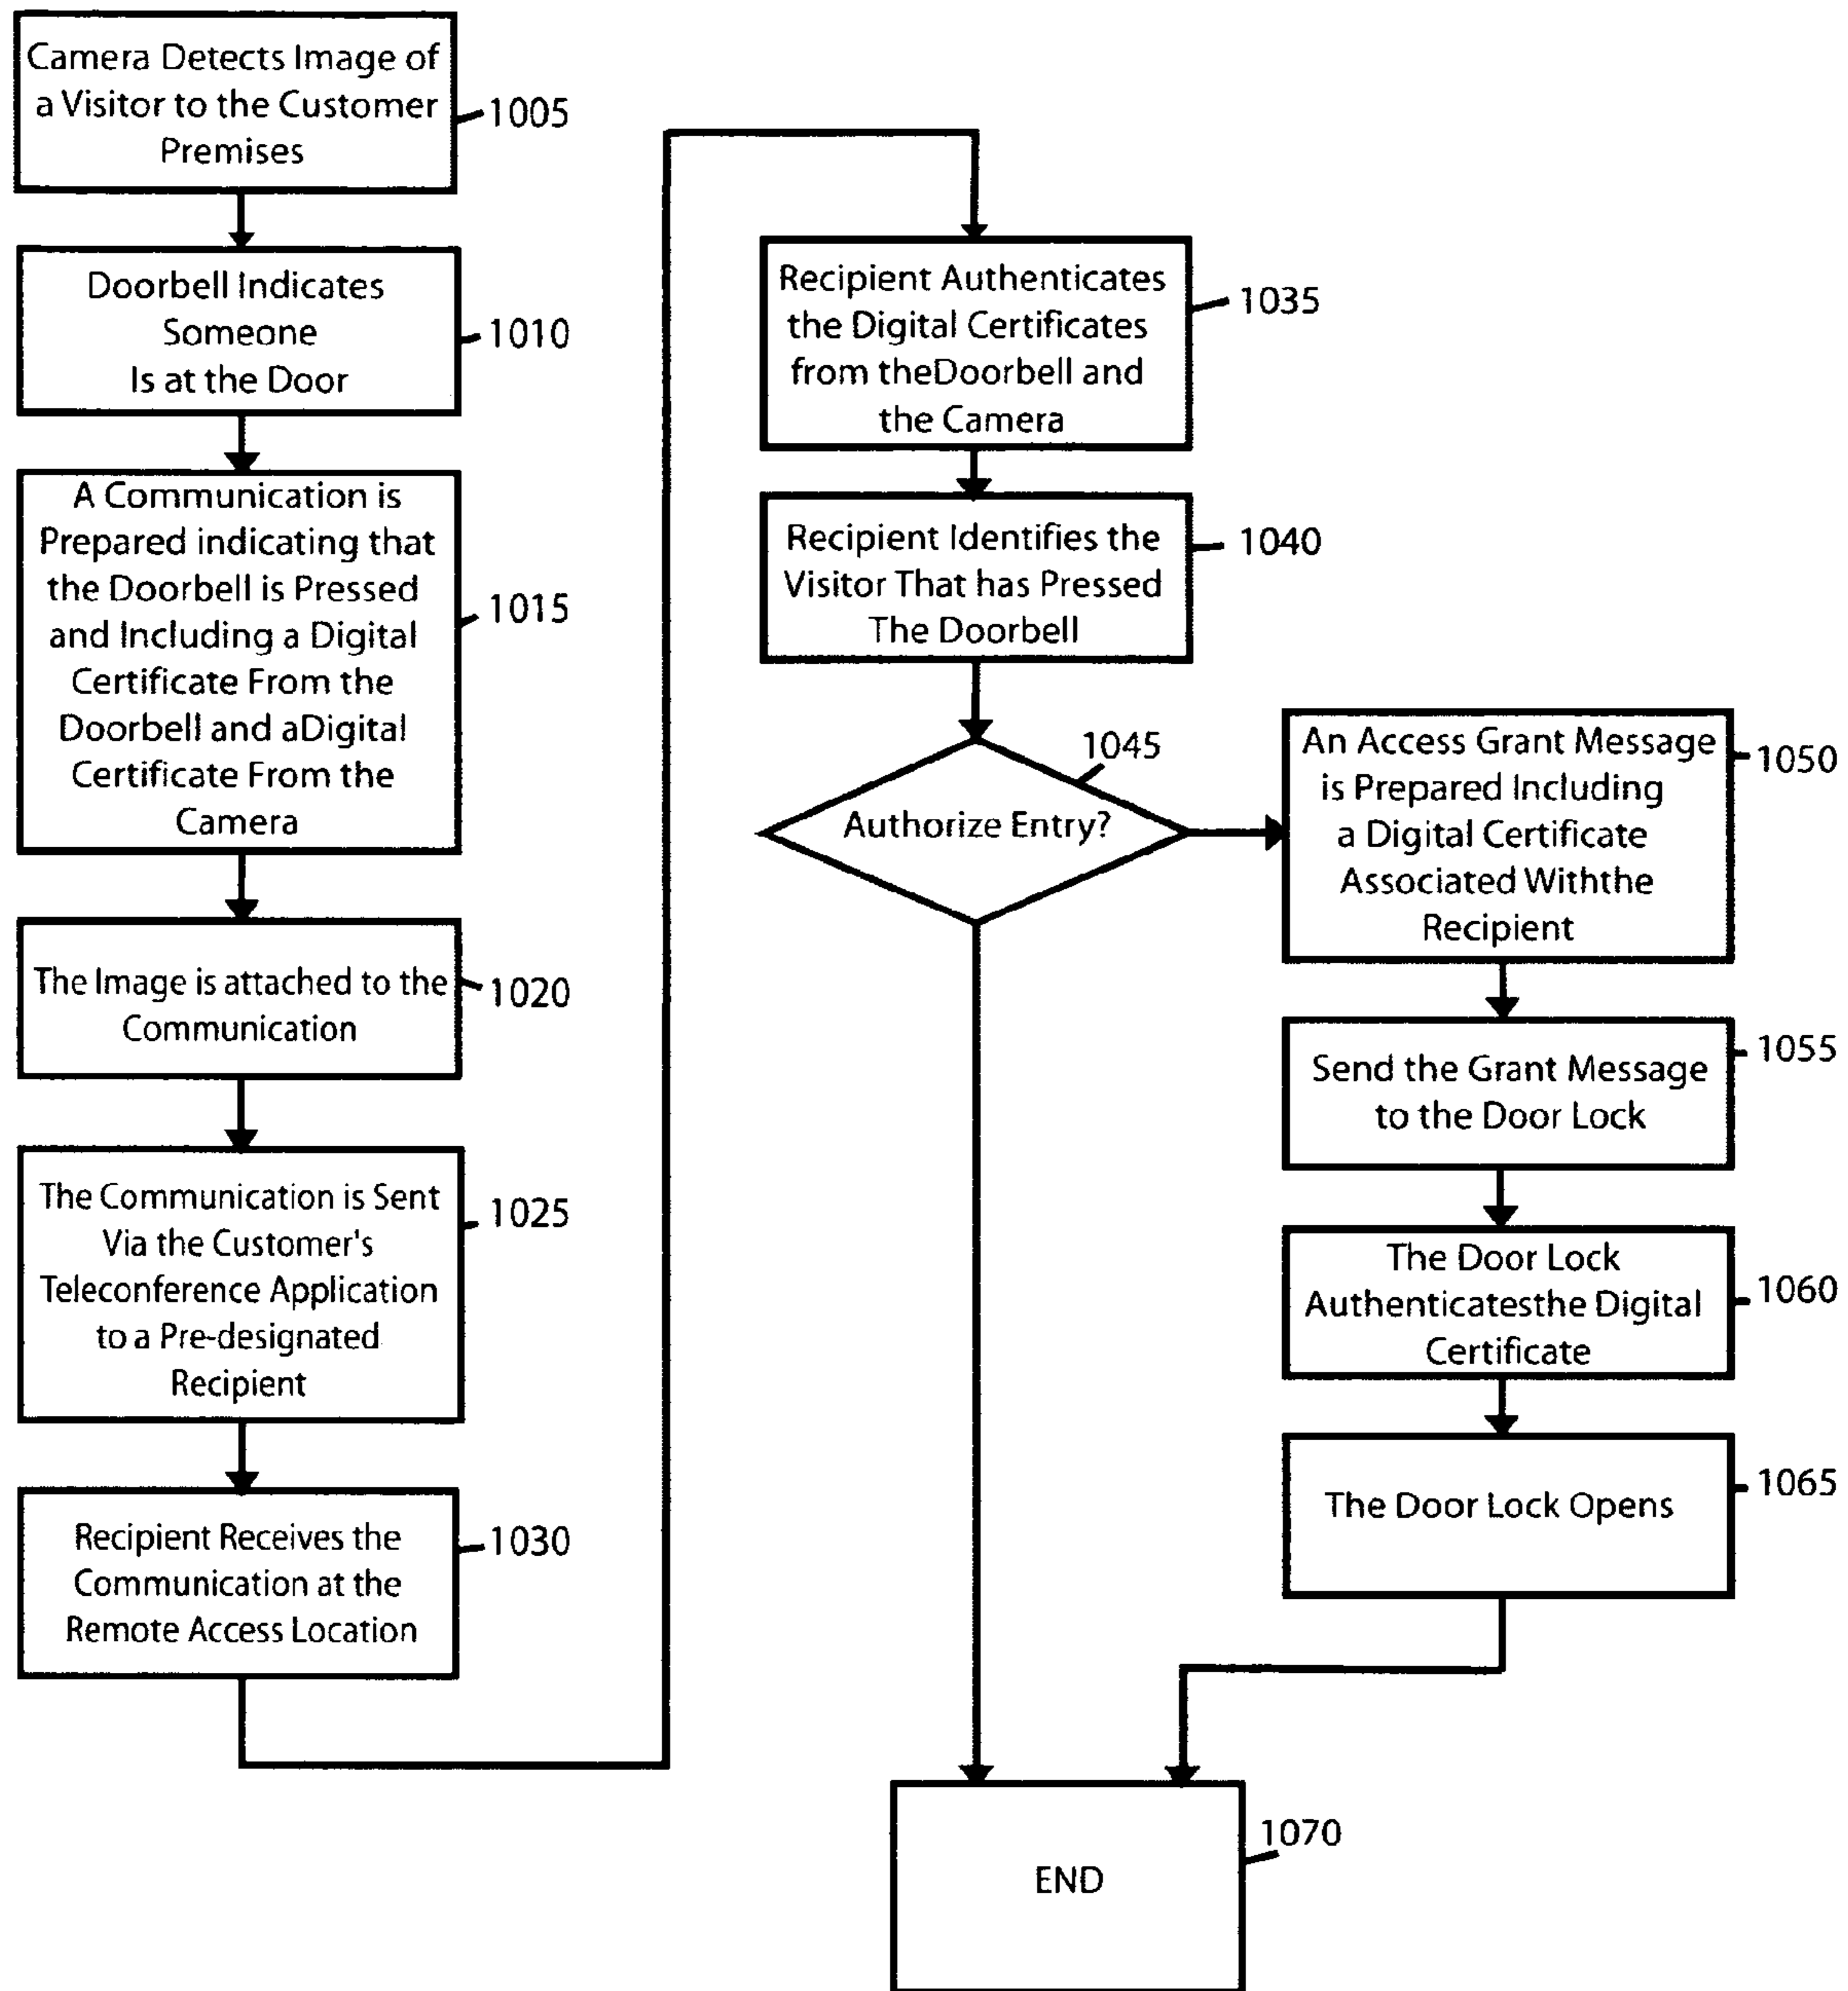 Camera Detects Image of
a Visitor to the Customer
Premises
1005
Doorbell Indicates
Someone
Is at the Door
1010
A Communication is
Prepared indicating that
the Doorbell is Pressed
and Including a Digital
Certificate From the
Doorbell and aDigital
Certificate From the
Camera
1015
The Image is attached to the
Communication
1020
The Communication is Sent
Via the Customer's
Teleconference Application
to a Pre-designated
Recipient
1025
Recipient Receives the
Communication at the
Remote Access Location
1030
Recipient Authenticates
the Digital Certificates
from theDoorbell and
the Camera
1035
Recipient Identifies the
Visitor That has Pressed
The Doorbell
1040
Authorize Entry?
1045
An Access Grant Message
is Prepared Including
a Digital Certificate
Associated Withthe
Recipient
1050
Send the Grant Message
to the Door Lock
1055
The Door Lock
Authenticatesthe Digital
Certificate
1060
The Door Lock Opens
1065
END
1070